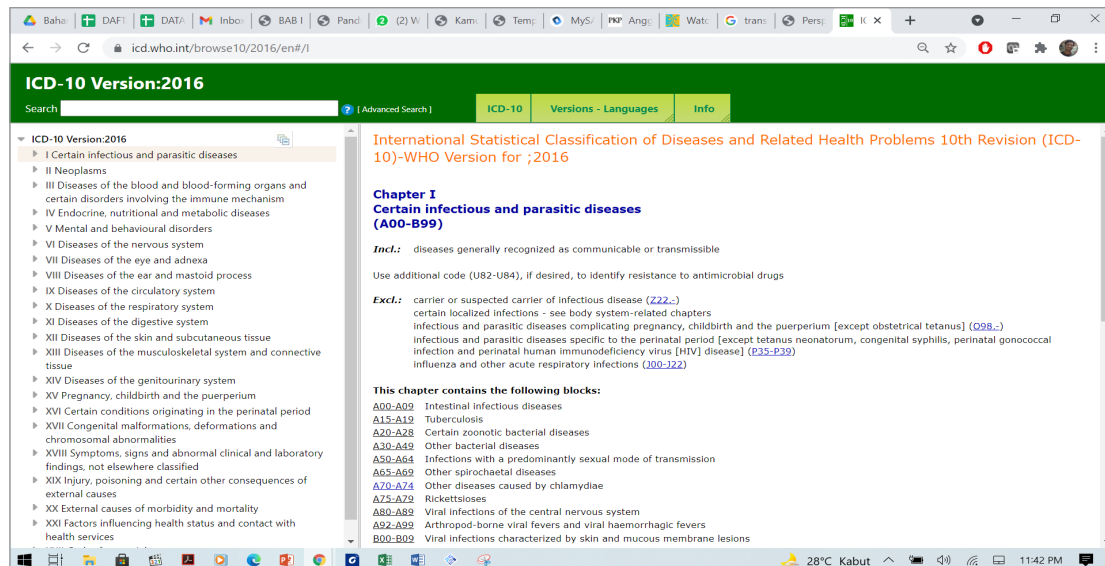 Baha
DAFT
DATA
Inbo
BAB I
Pand
(2) W
Kam
Temp
MySA
PKP Angg
Watc
trans
Persp
IC
icd.who.int/browse10/2016/en#/I
ICD-10 Version:2016
Search
[ Advanced Search ]
ICD-10
Versions - Languages
Info
ICD-10 Version:2016
I Certain infectious and parasitic diseases
II Neoplasms
III Diseases of the blood and blood-forming organs and
certain disorders involving the immune mechanism
IV Endocrine, nutritional and metabolic diseases
V Mental and behavioural disorders
VI Diseases of the nervous system
VII Diseases of the eye and adnexa
VIII Diseases of the ear and mastoid process
IX Diseases of the circulatory system
X Diseases of the respiratory system
XI Diseases of the digestive system
XII Diseases of the skin and subcutaneous tissue
XIII Diseases of the musculoskeletal system and connective
tissue
XIV Diseases of the genitourinary system
XV Pregnancy, childbirth and the puerperium
XVI Certain conditions originating in the perinatal period
XVII Congenital malformations, deformations and
chromosomal abnormalities
XVIII Symptoms, signs and abnormal clinical and laboratory
findings, not elsewhere classified
XIX Injury, poisoning and certain other consequences of
external causes
XX External causes of morbidity and mortality
XXI Factors influencing health status and contact with
health services
International Statistical Classification of Diseases and Related Health Problems 10th Revision (ICD-
10)-WHO Version for ;2016
Chapter I
Certain infectious and parasitic diseases
(A00-B99)
Incl.: diseases generally recognized as communicable or transmissible
Use additional code (U82-U84), if desired, to identify resistance to antimicrobial drugs
Excl.: carrier or suspected carrier of infectious disease (Z22.-)
certain localized infections - see body system-related chapters
infectious and parasitic diseases complicating pregnancy, childbirth and the puerperium [except obstetrical tetanus] (O98.-)
infectious and parasitic diseases specific to the perinatal period [except tetanus neonatorum, congenital syphilis, perinatal gonococcal
infection and perinatal human immunodeficiency virus [HIV] disease] (P35-P39)
influenza and other acute respiratory infections (J00-J22)
This chapter contains the following blocks:
A00-A09 Intestinal infectious diseases
A15-A19 Tuberculosis
A20-A28 Certain zoonotic bacterial diseases
A30-A49 Other bacterial diseases
A50-A64 Infections with a predominantly sexual mode of transmission
A65-A69 Other spirochaetal diseases
A70-A74 Other diseases caused by chlamydiae
A75-A79 Rickettsioses
A80-A89 Viral infections of the central nervous system
A92-A99 Arthropod-borne viral fevers and viral haemorrhagic fevers
B00-B09 Viral infections characterized by skin and mucous membrane lesions
28°C Kabut
11:42 PM